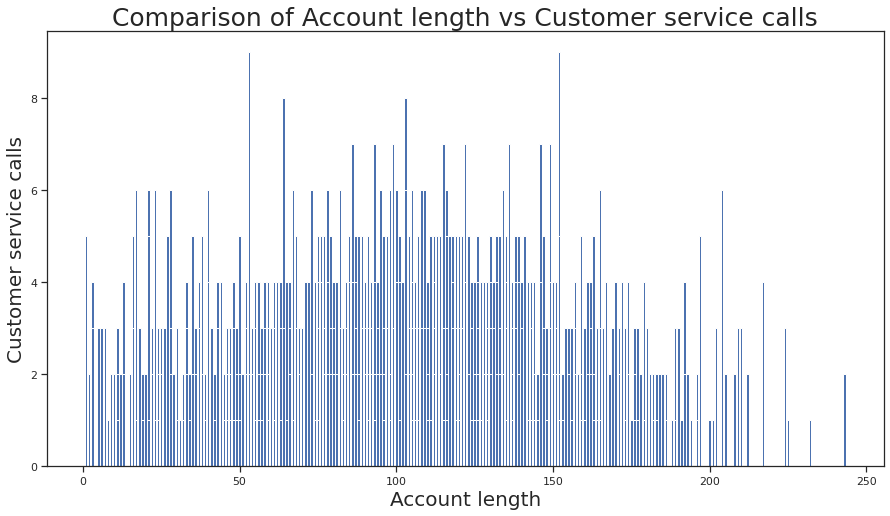 Comparison of Account length vs Customer service calls
Customer service calls
8
6
4
2
0
0 50 100 150 200 250
Account length